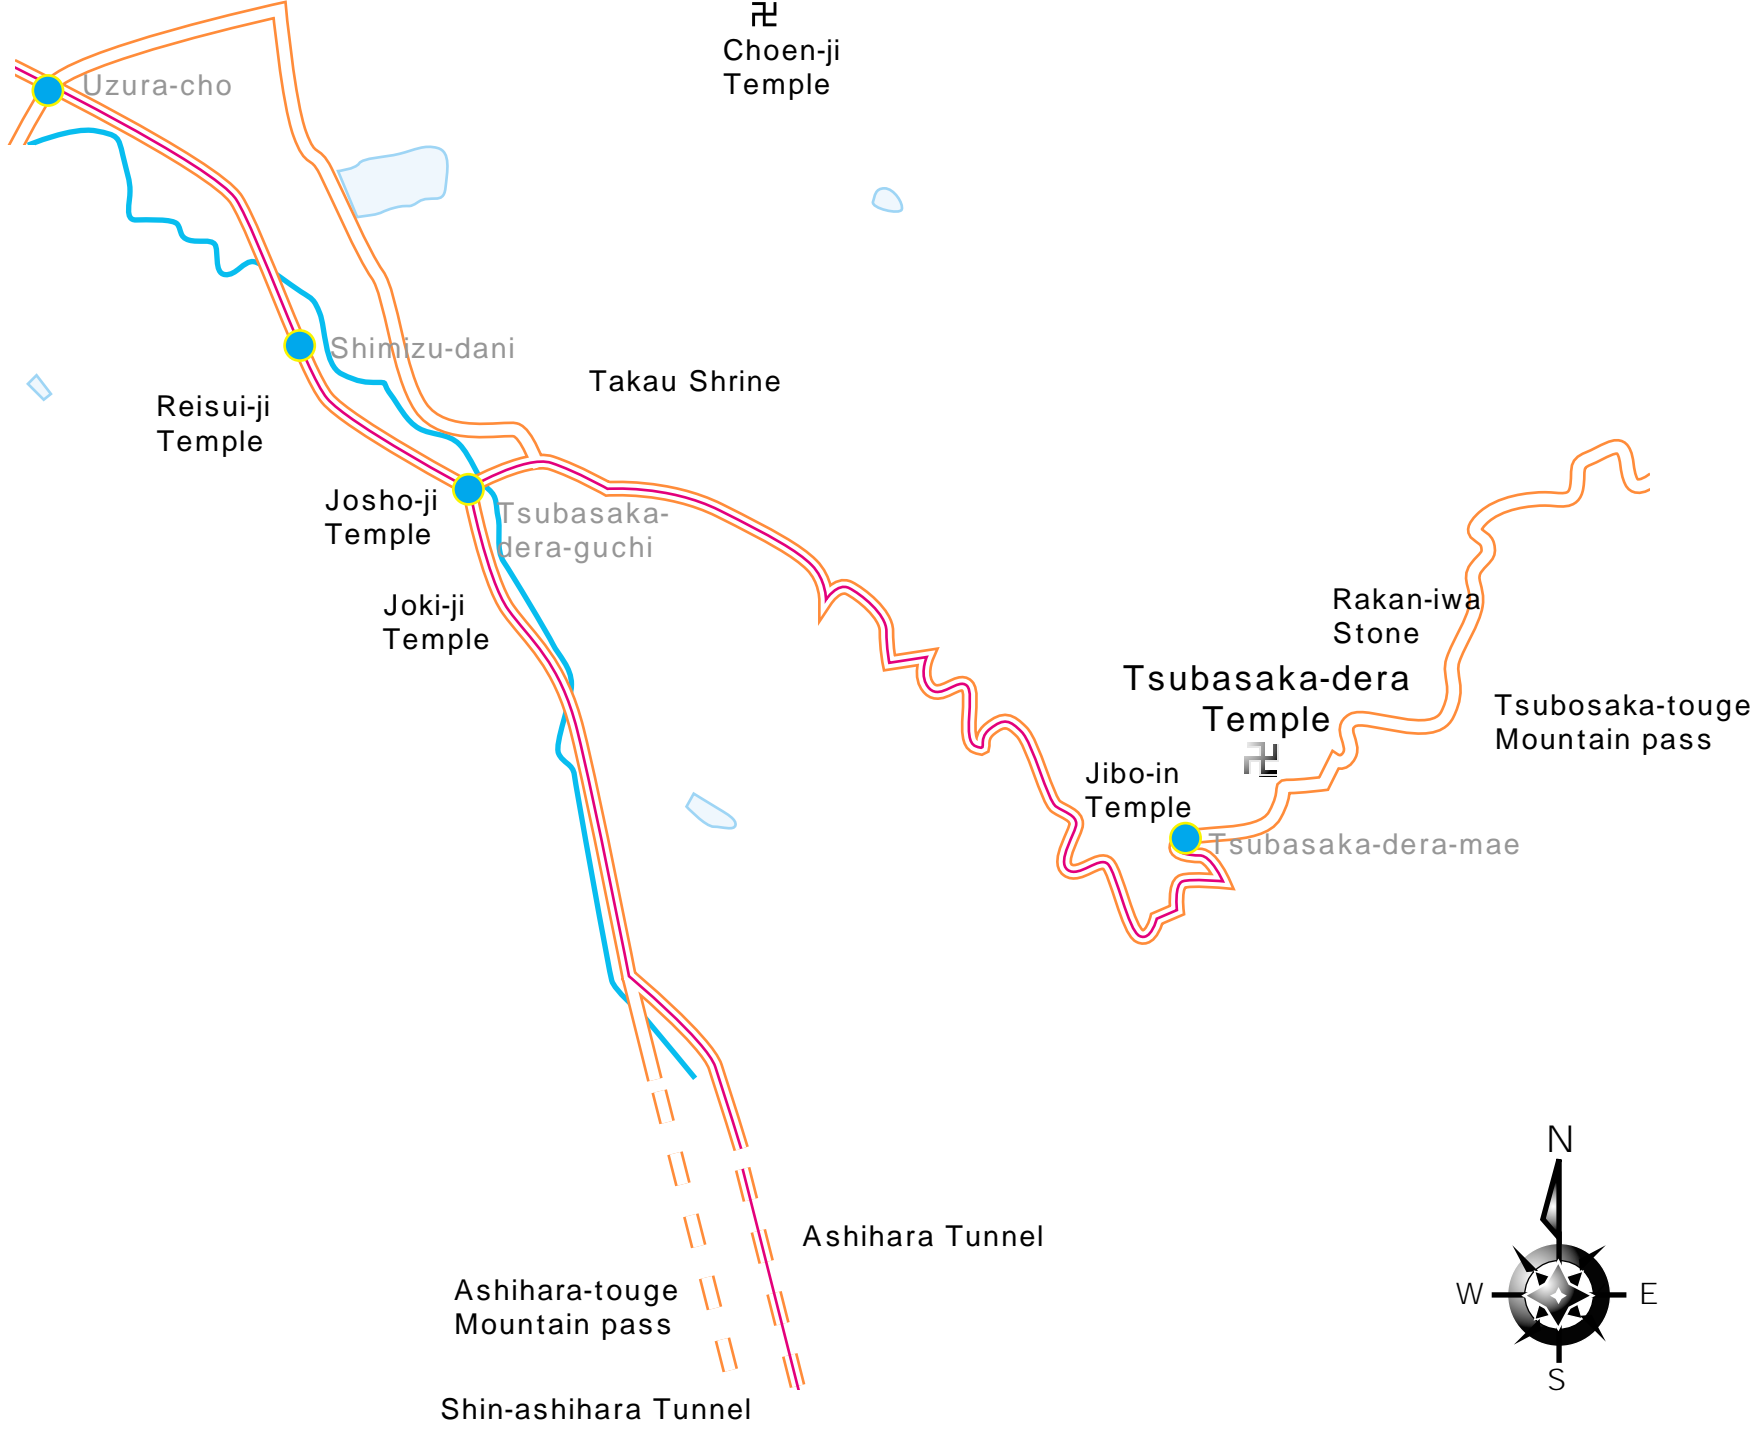 卍
Choen-ji
Temple
Uzura-cho
Shimizu-dani
Takau Shrine
Reisui-ji
Temple
Josho-ji
Temple
Tsubasaka-
dera-guchi
Joki-ji
Temple
Rakan-iwa
Stone
Tsubasaka-dera
Temple
卍
Tsubosaka-touge
Mountain pass
Jibo-in
Temple
Tsubasaka-dera-mae
Ashihara Tunnel
Ashihara-touge
Mountain pass
Shin-ashihara Tunnel
N
W
E
S